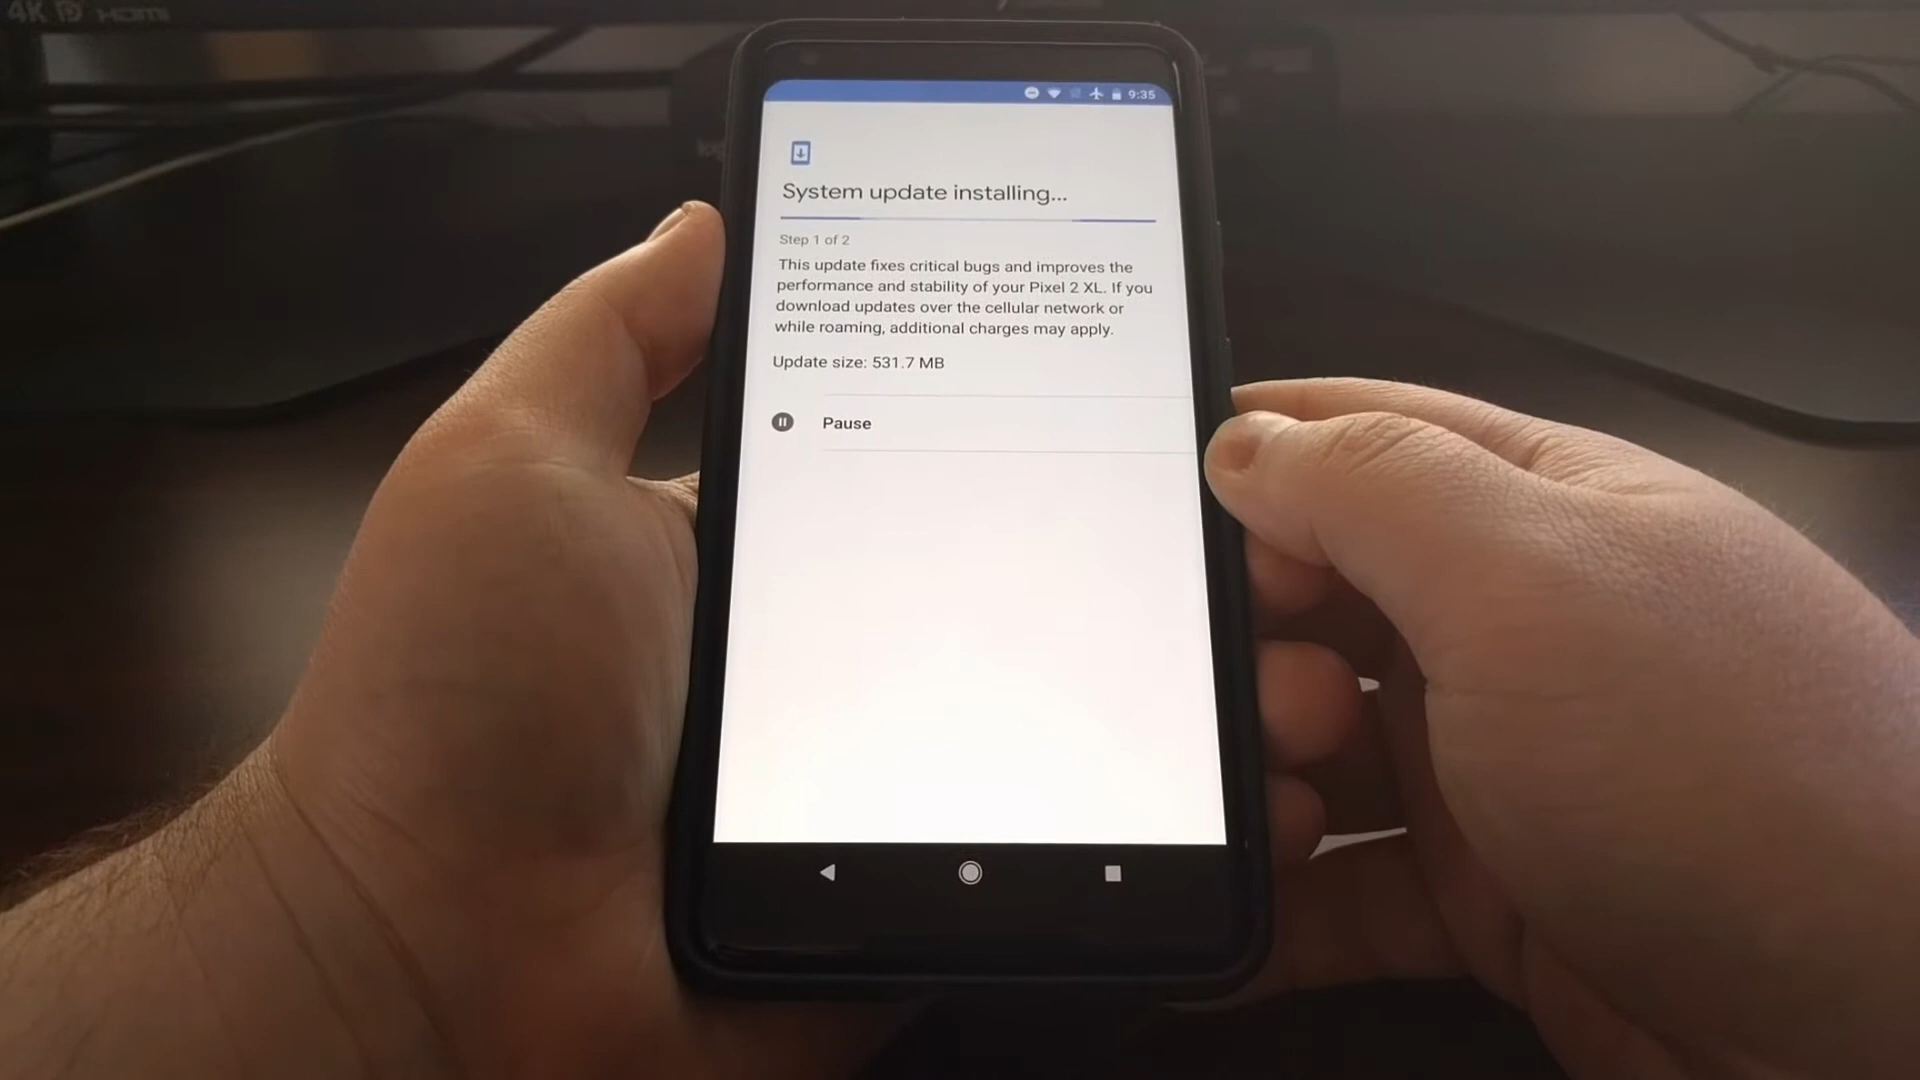 4K HDMI
9:35
System update installing...
Step 1 of 2
This update fixes critical bugs and improves the
performance and stability of your Pixel 2 XL. If you
download updates over the cellular network or
while roaming, additional charges may apply.
Update size: 531.7 MB
Pause